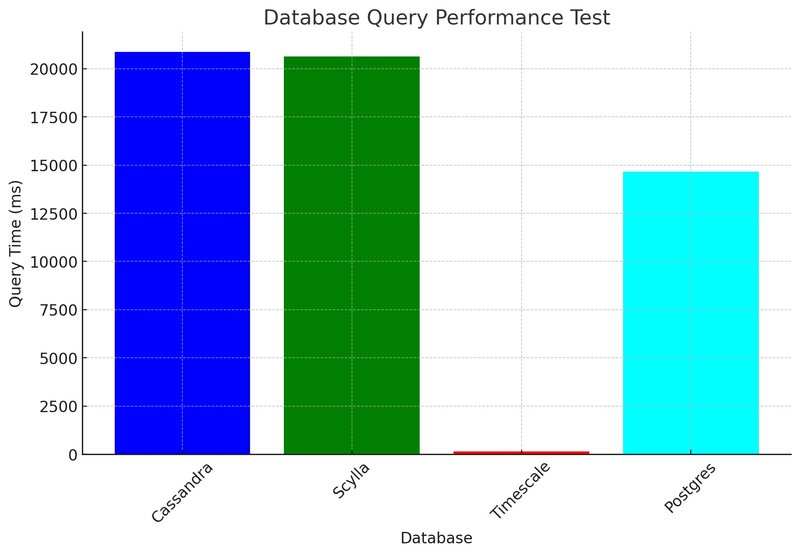 Database Query Performance Test
Query Time (ms)
20000
17500
15000
12500
10000
7500
5000
2500
0
Cassandra
Scylla
Timescale
Postgres
Database